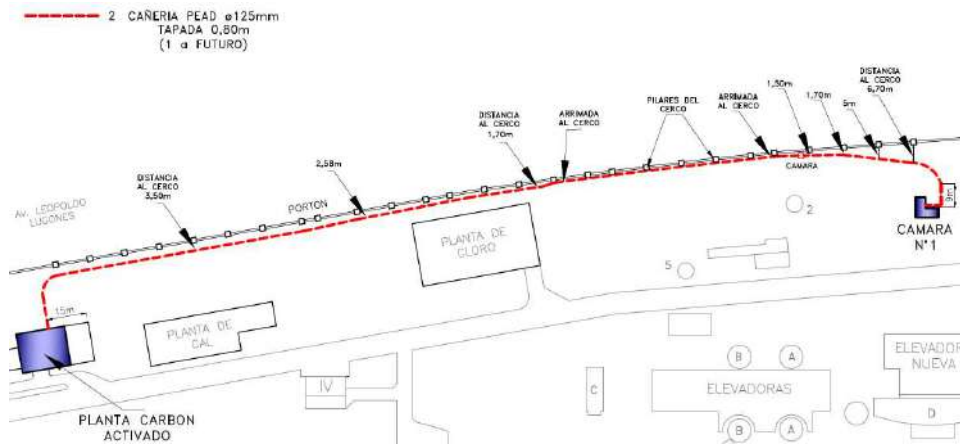 2 CAÑERIA PEAD ø125mm
TAPADA 0,80m
(1 a FUTURO)
DISTANCIA
AL CERCO
6,70m
5m
1,70m
1,30m
ARRIMADA
AL CERCO
PILARES DEL
CERCO
ARRIMADA
AL CERCO
DISTANCIA
AL CERCO
1,70m
2,58m
DISTANCIA
AL CERCO
3,50m
CAMARA
PORTON
AV. LEOPOLDO
LUGONES
9m
CAMARA
N°1
2
5
PLANTA DE
CLORO
15m
PLANTA DE
CAL
IV
C
B
A
ELEVADORAS
B
A
ELEVADOR
NUEVA
D
PLANTA CARBON
ACTIVADO